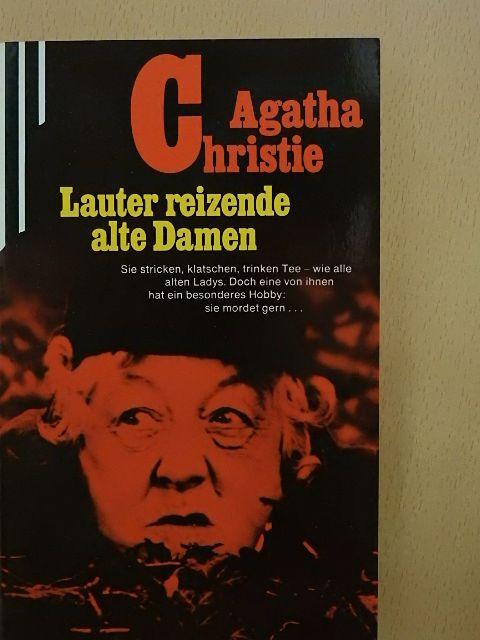 Agatha
Christie
Lauter reizende
alte Damen
Sie stricken, klatschen, trinken Tee – wie alle
alten Ladys. Doch eine von ihnen
hat ein besonderes Hobby:
sie mordet gern . . .